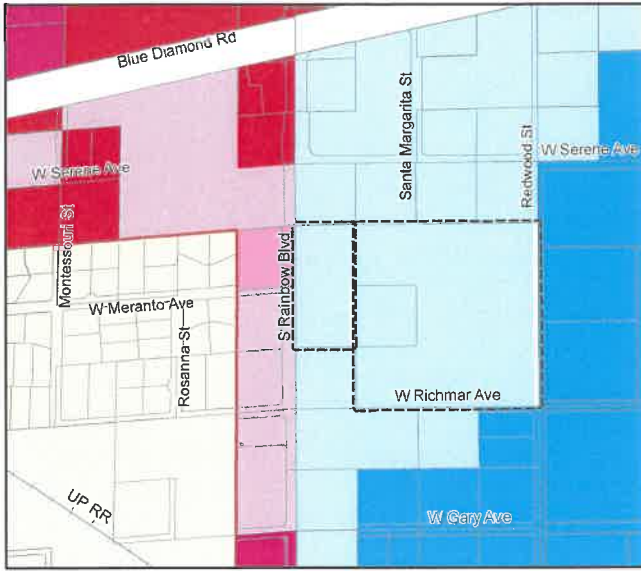 Blue Diamond Rd
Santa Margarita St
Redwood St
W Serene Ave
W Serene Ave
Montessouri St
S Rainbow Blvd
W Meranto Ave
Rosanna St
W Richmar Ave
UP RR
W Gary Ave